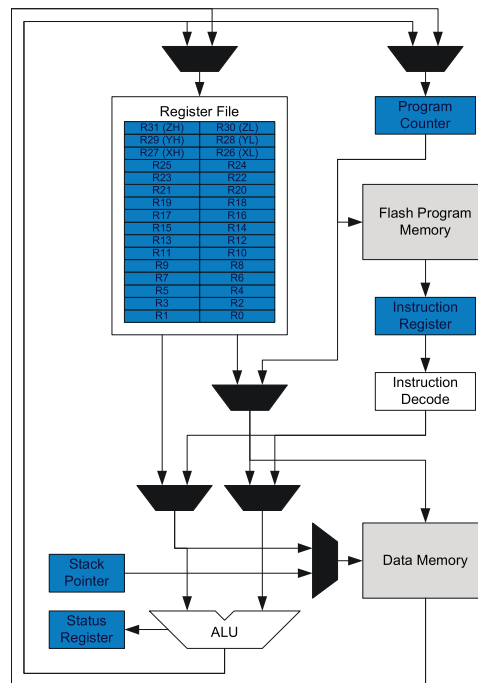 Register File
R31 (ZH) R30 (ZL)
R29 (YH) R28 (YL)
R27 (XH) R26 (XL)
R25 R24
R23 R22
R21 R20
R19 R18
R17 R16
R15 R14
R13 R12
R11 R10
R9 R8
R7 R6
R5 R4
R3 R2
R1 R0
Program
Counter
Flash Program
Memory
Instruction
Register
Instruction
Decode
Stack
Pointer
Data Memory
Status
Register
ALU